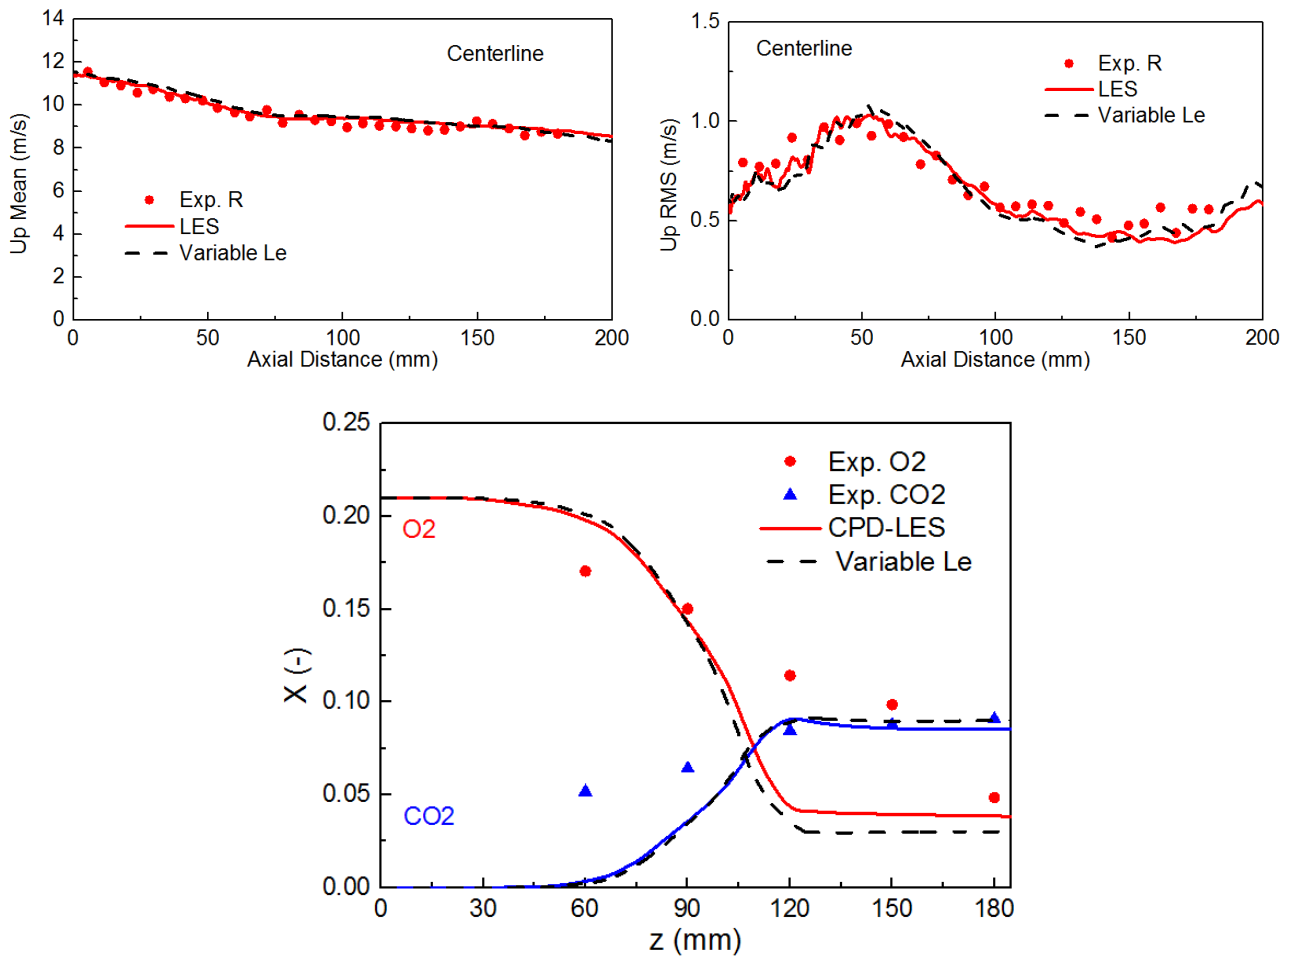 14
12
10
8
6
4
2
0
Up Mean (m/s)
Centerline
Exp. R
LES
Variable Le
0
50
100
150
200
Axial Distance (mm)
1.5
1.0
0.5
0.0
Up RMS (m/s)
Centerline
Exp. R
LES
Variable Le
0
50
100
150
200
Axial Distance (mm)
0.25
0.20
0.15
0.10
0.05
0.00
X (-)
Exp. O2
Exp. CO2
CPD-LES
Variable Le
O2
CO2
0
30
60
90
120
150
180
z (mm)